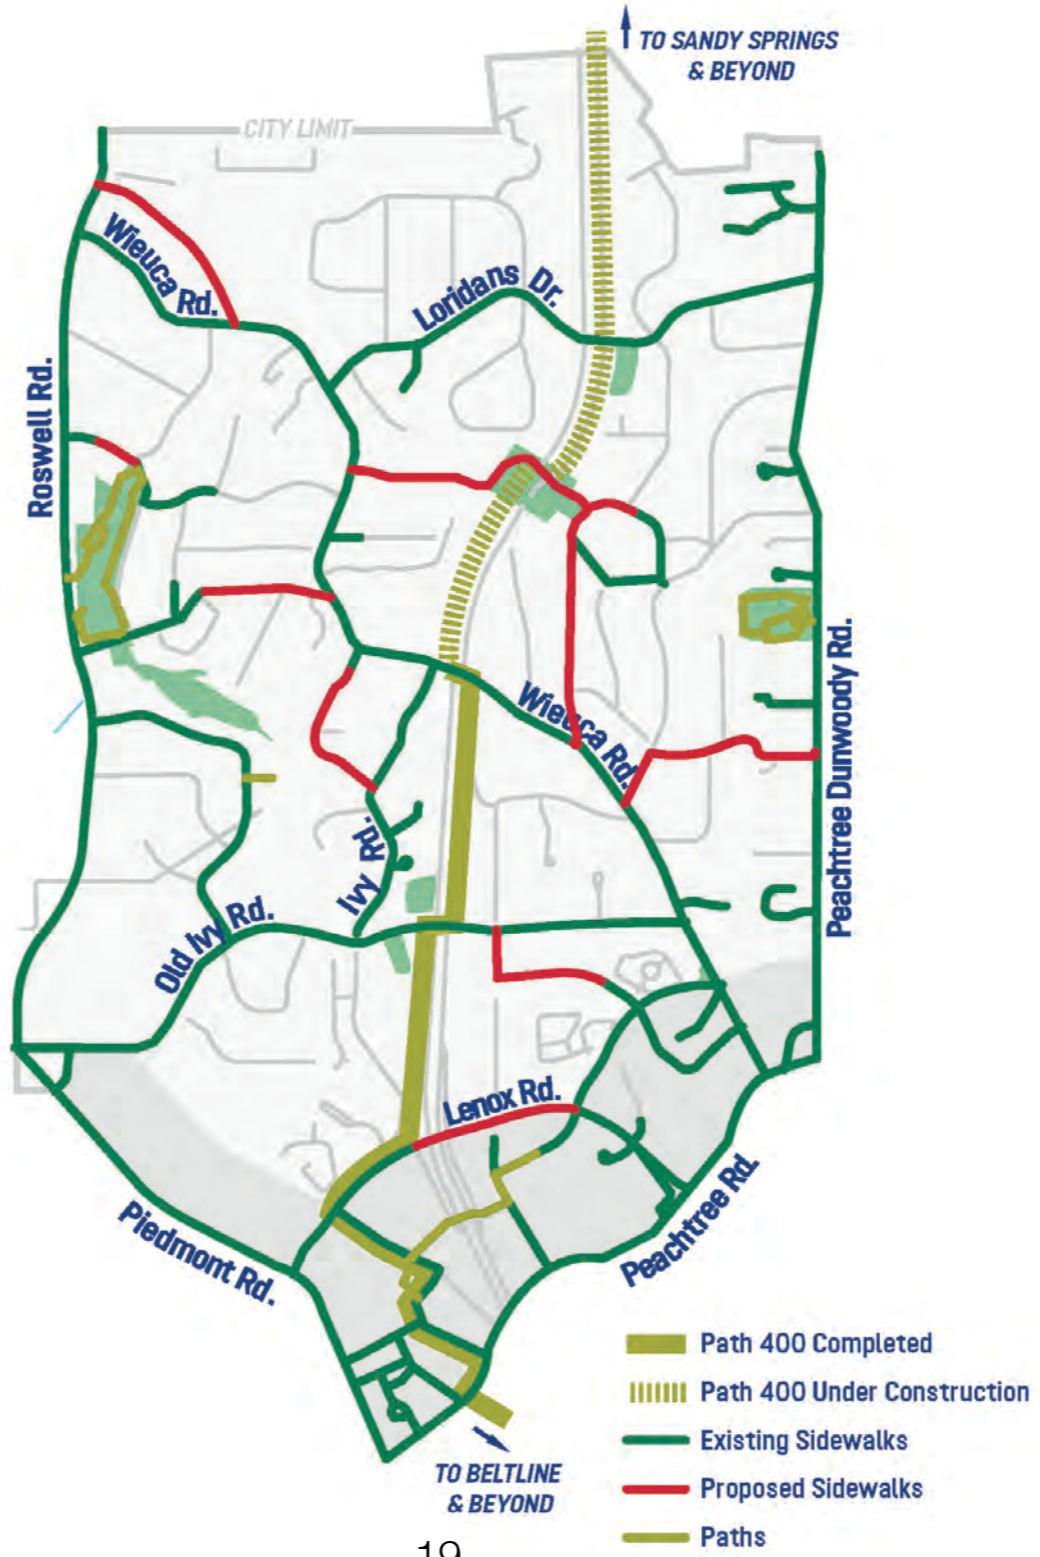 TO SANDY SPRINGS
& BEYOND
CITY LIMIT
Wieuca Rd.
Loridans Dr.
Roswell Rd.
Wieuca Rd.
Peachtree Dunwoody Rd.
Ivy Rd.
Old Ivy Rd.
Lenox Rd.
Piedmont Rd.
Peachtree Rd.
Path 400 Completed
Path 400 Under Construction
Existing Sidewalks
Proposed Sidewalks
Paths
TO BELTLINE
& BEYOND
19